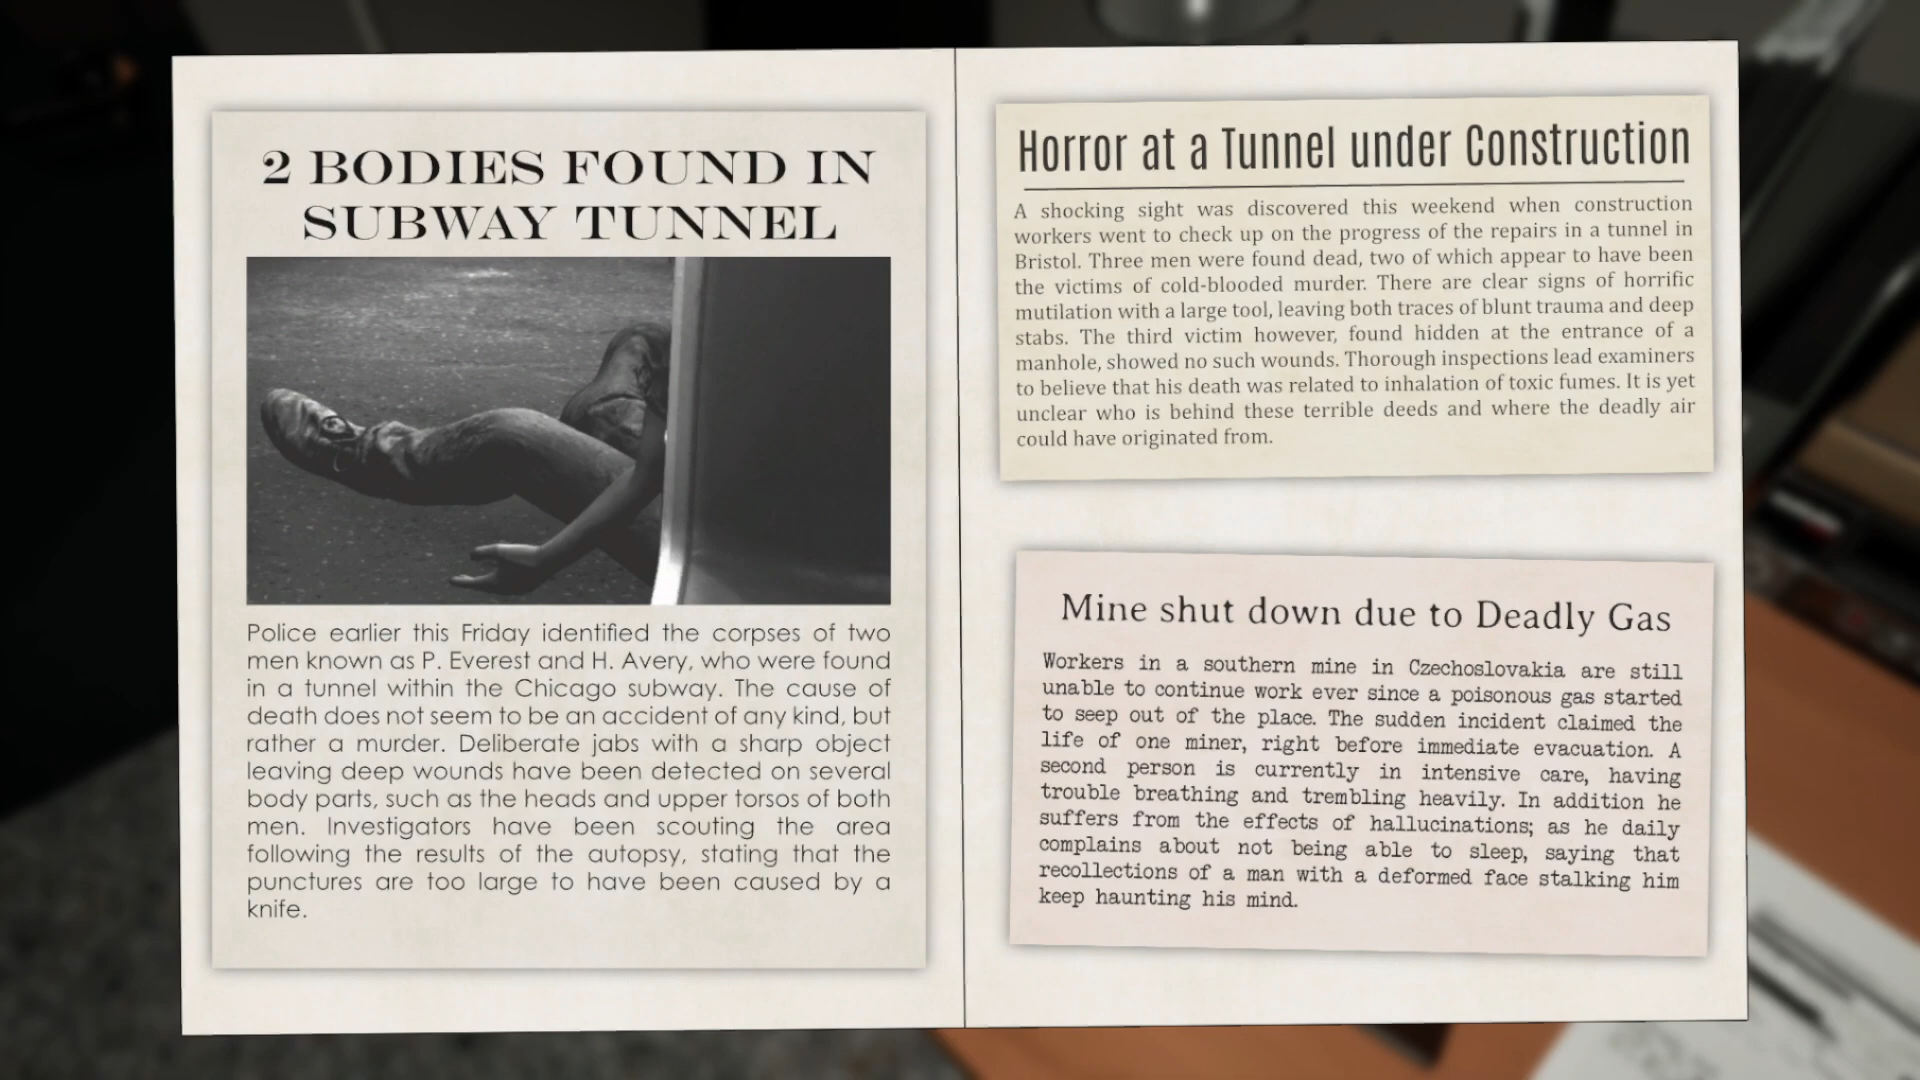 2 BODIES FOUND IN
SUBWAY TUNNEL
Police earlier this Friday identified the corpses of two
men known as P. Everest and H. Avery, who were found
in a tunnel within the Chicago subway. The cause of
death does not seem to be an accident of any kind, but
rather a murder. Deliberate jabs with a sharp object
leaving deep wounds have been detected on several
body parts, such as the heads and upper torsos of both
men. Investigators have been scouting the area
following the results of the autopsy, stating that the
punctures are too large to have been caused by a
knife.
Horror at a Tunnel under Construction
A shocking sight was discovered this weekend when construction
workers went to check up on the progress of the repairs in a tunnel in
Bristol. Three men were found dead, two of which appear to have been
the victims of cold-blooded murder. There are clear signs of horrific
mutilation with a large tool, leaving both traces of blunt trauma and deep
stabs. The third victim however, found hidden at the entrance of a
manhole, showed no such wounds. Thorough inspections lead examiners
to believe that his death was related to inhalation of toxic fumes. It is yet
unclear who is behind these terrible deeds and where the deadly air
could have originated from.
Mine shut down due to Deadly Gas
Workers in a southern mine in Czechoslovakia are still
unable to continue work ever since a poisonous gas started
to seep out of the place. The sudden incident claimed the
life of one miner, right before immediate evacuation. A
second person is currently in intensive care, having
trouble breathing and trembling heavily. In addition he
suffers from the effects of hallucinations; as he daily
complains about not being able to sleep, saying that
recollections of a man with a deformed face stalking him
keep haunting his mind.